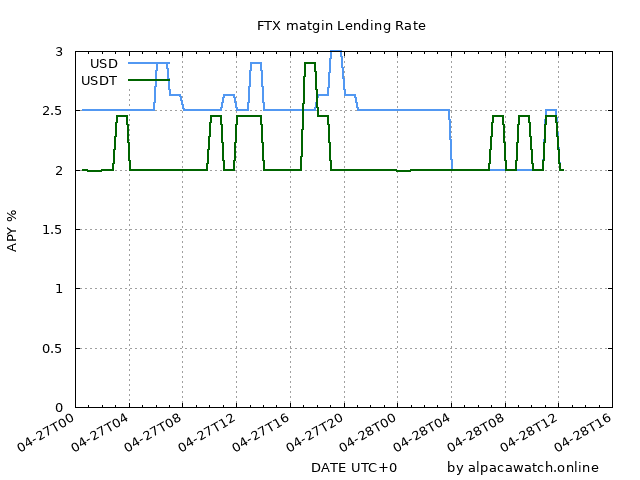 FTX matgin Lending Rate
USD
USDT
3
2.5
2
1.5
1
0.5
0
APY %
04-27T00
04-27T04
04-27T08
04-27T12
04-27T16
04-27T20
04-28T00
04-28T04
04-28T08
04-28T12
04-28T16
DATE UTC+0
by alpacawatch.online